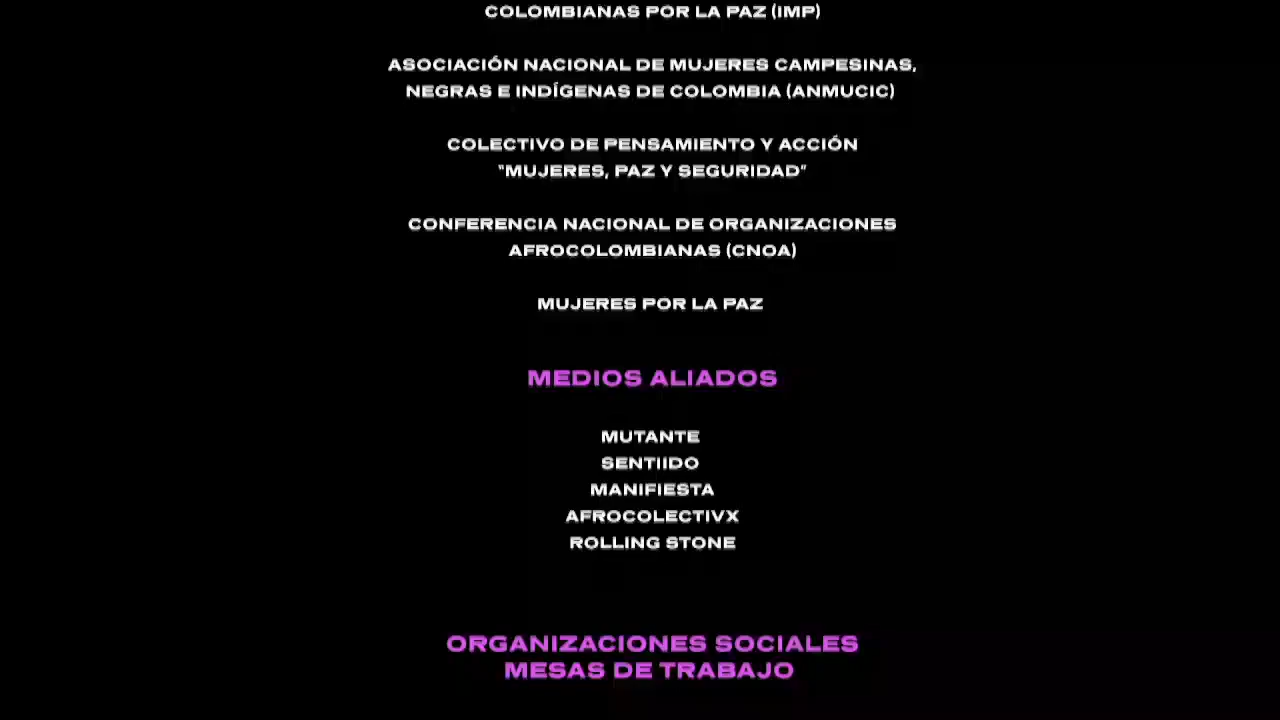 COLOMBIANAS POR LA PAZ (IMP)
ASOCIACIÓN NACIONAL DE MUJERES CAMPESINAS,
NEGRAS E INDÍGENAS DE COLOMBIA (ANMUCIC)
COLECTIVO DE PENSAMIENTO Y ACCIÓN
“MUJERES, PAZ Y SEGURIDAD”
CONFERENCIA NACIONAL DE ORGANIZACIONES
AFROCOLOMBIANAS (CNOA)
MUJERES POR LA PAZ
MEDIOS ALIADOS
MUTANTE
SENTIIDO
MANIFIESTA
AFROCOLECTIVX
ROLLING STONE
ORGANIZACIONES SOCIALES
MESAS DE TRABAJO